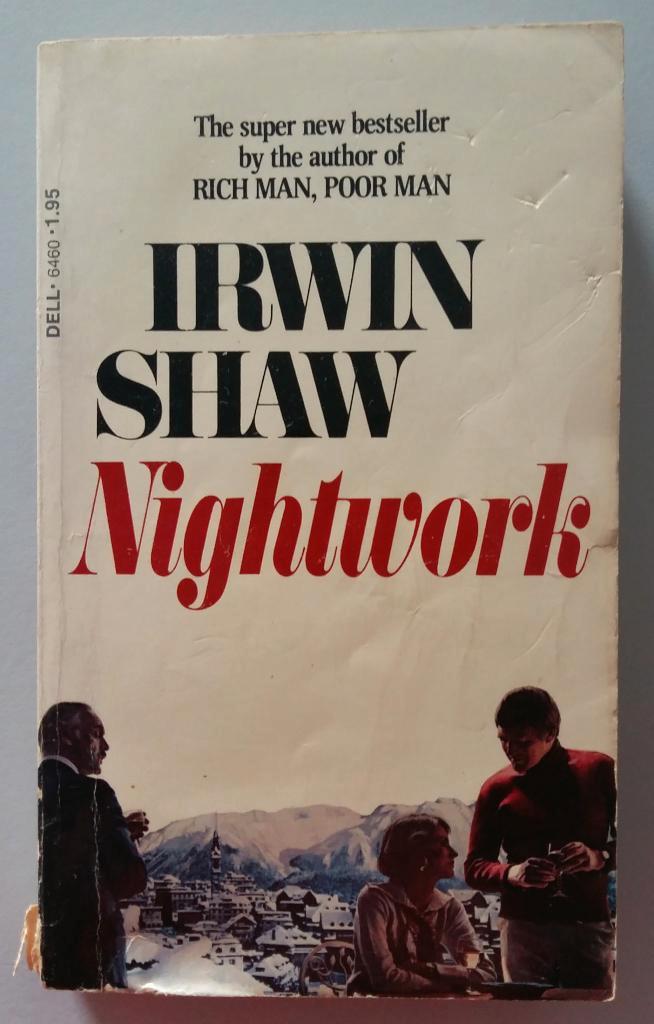 The super new bestseller
by the author of
RICH MAN, POOR MAN
DELL • 6460 • 1.95
IRWIN
SHAW
Nightwork